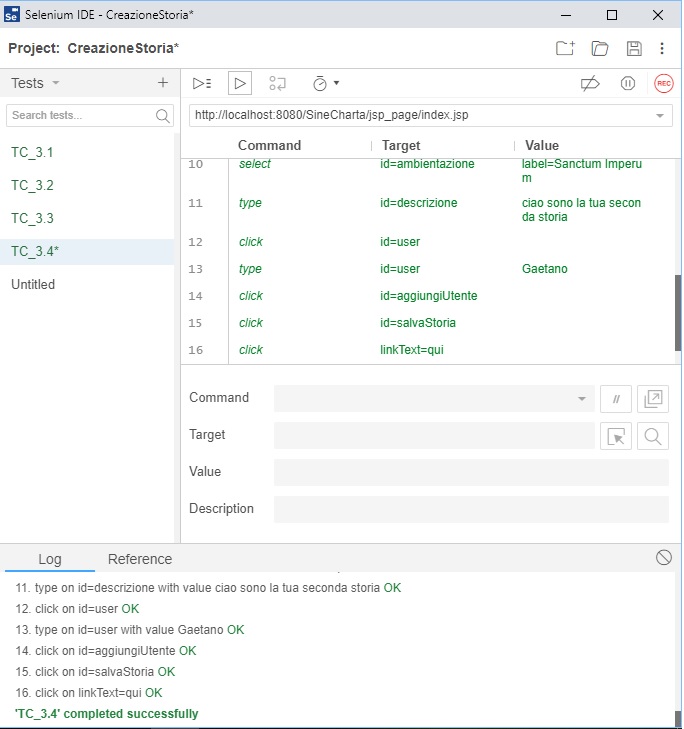 Selenium IDE - CreazioneStoria*
Project: CreazioneStoria*
Tests
Search tests...
TC_3.1
TC_3.2
TC_3.3
TC_3.4*
Untitled
REC
http://localhost:8080/SineCharta/jsp_page/index.jsp
Command Target Value
10 select id=ambientazione label=Sanctum Imperu
m
11 type id=descrizione ciao sono la tua secon
da storia
12 click id=user
13 type id=user Gaetano
14 click id=aggiungiUtente
15 click id=salvaStoria
16 click linkText=qui
Command //
Target
Value
Description
Log Reference
11. type on id=descrizione with value ciao sono la tua seconda storia OK
12. click on id=user OK
13. type on id=user with value Gaetano OK
14. click on id=aggiungiUtente OK
15. click on id=salvaStoria OK
16. click on linkText=qui OK
'TC_3.4' completed successfully